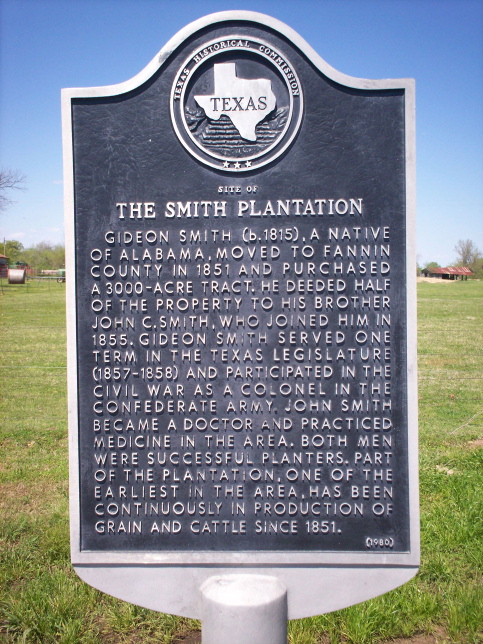 TEXAS HISTORICAL COMMISSION
TEXAS
SITE OF
THE SMITH PLANTATION
GIDEON SMITH (b.1815), A NATIVE
OF ALABAMA, MOVED TO FANNIN
COUNTY IN 1851 AND PURCHASED
A 3000-ACRE TRACT. HE DEEDED HALF
OF THE PROPERTY TO HIS BROTHER
JOHN C. SMITH, WHO JOINED HIM IN
1855. GIDEON SMITH SERVED ONE
TERM IN THE TEXAS LEGISLATURE
(1857-1858) AND PARTICIPATED IN THE
CIVIL WAR AS A COLONEL IN THE
CONFEDERATE ARMY. JOHN SMITH
BECAME A DOCTOR AND PRACTICED
MEDICINE IN THE AREA. BOTH MEN
WERE SUCCESSFUL PLANTERS. PART
OF THE PLANTATION, ONE OF THE
EARLIEST IN THE AREA, HAS BEEN
CONTINUOUSLY IN PRODUCTION OF
GRAIN AND CATTLE SINCE 1851.
(1980)